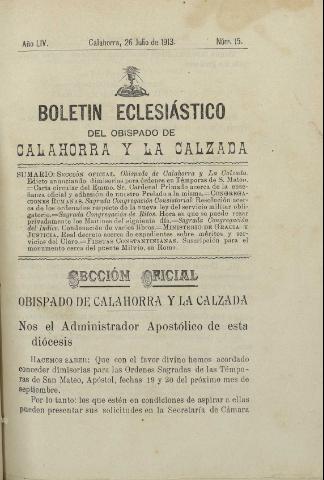 Año LIV. Calahorra, 26 Julio de 1913. Núm. 15.
BOLETIN ECLESIÁSTICO
DEL OBISPADO DE
CALAHORRA Y LA CALZADA
SUMARIO: SECCIÓN OFICIAL. Obispado de Calahorra y La Calzada.
Edicto anunciando dimisorias para órdenes en Témporas de S. Mateo.
—Carta circular del Emmo. Sr. Cardenal Primado acerca de la ense-
ñanza oficial y adhesión de nuestro Prelado a la misma.—CONGREGA-
CIONES ROMANAS. Sagrada Congregación Consistorial: Resolución acer-
ca de los ordenados respecto de la nueva ley del servicio militar obli-
gatorio.—Sagrada Congregación de Ritos. Hora en que se puede rezar
privadamente los Maitines del siguiente día.—Sagrada Congregación
del Indice. Condenación de varios libros.—MINISTERIO DE GRACIA Y
JUSTICIA. Real decreto acerca de expedientes sobre méritos y ser-
vicios del Clero.—FIESTAS CONSTANTINIANAS. Suscripción para el
monumento cerca del puente Milvio, en Roma.
SECCIÓN OFICIAL
OBISPADO DE CALAHORRA Y LA CALZADA
Nos el Administrador Apostólico de esta
diócesis
HACEMOS SABER: Que con el favor divino hemos acordado
conceder dimisorias para las Ordenes Sagradas de las Témpo-
ras de San Mateo, Apóstol, fechas 19 y 20 del próximo mes de
septiembre.
Por lo tanto: los que estén en condiciones de aspirar a ellas
pueden presentar sus solicitudes en la Secretaría de Cámara